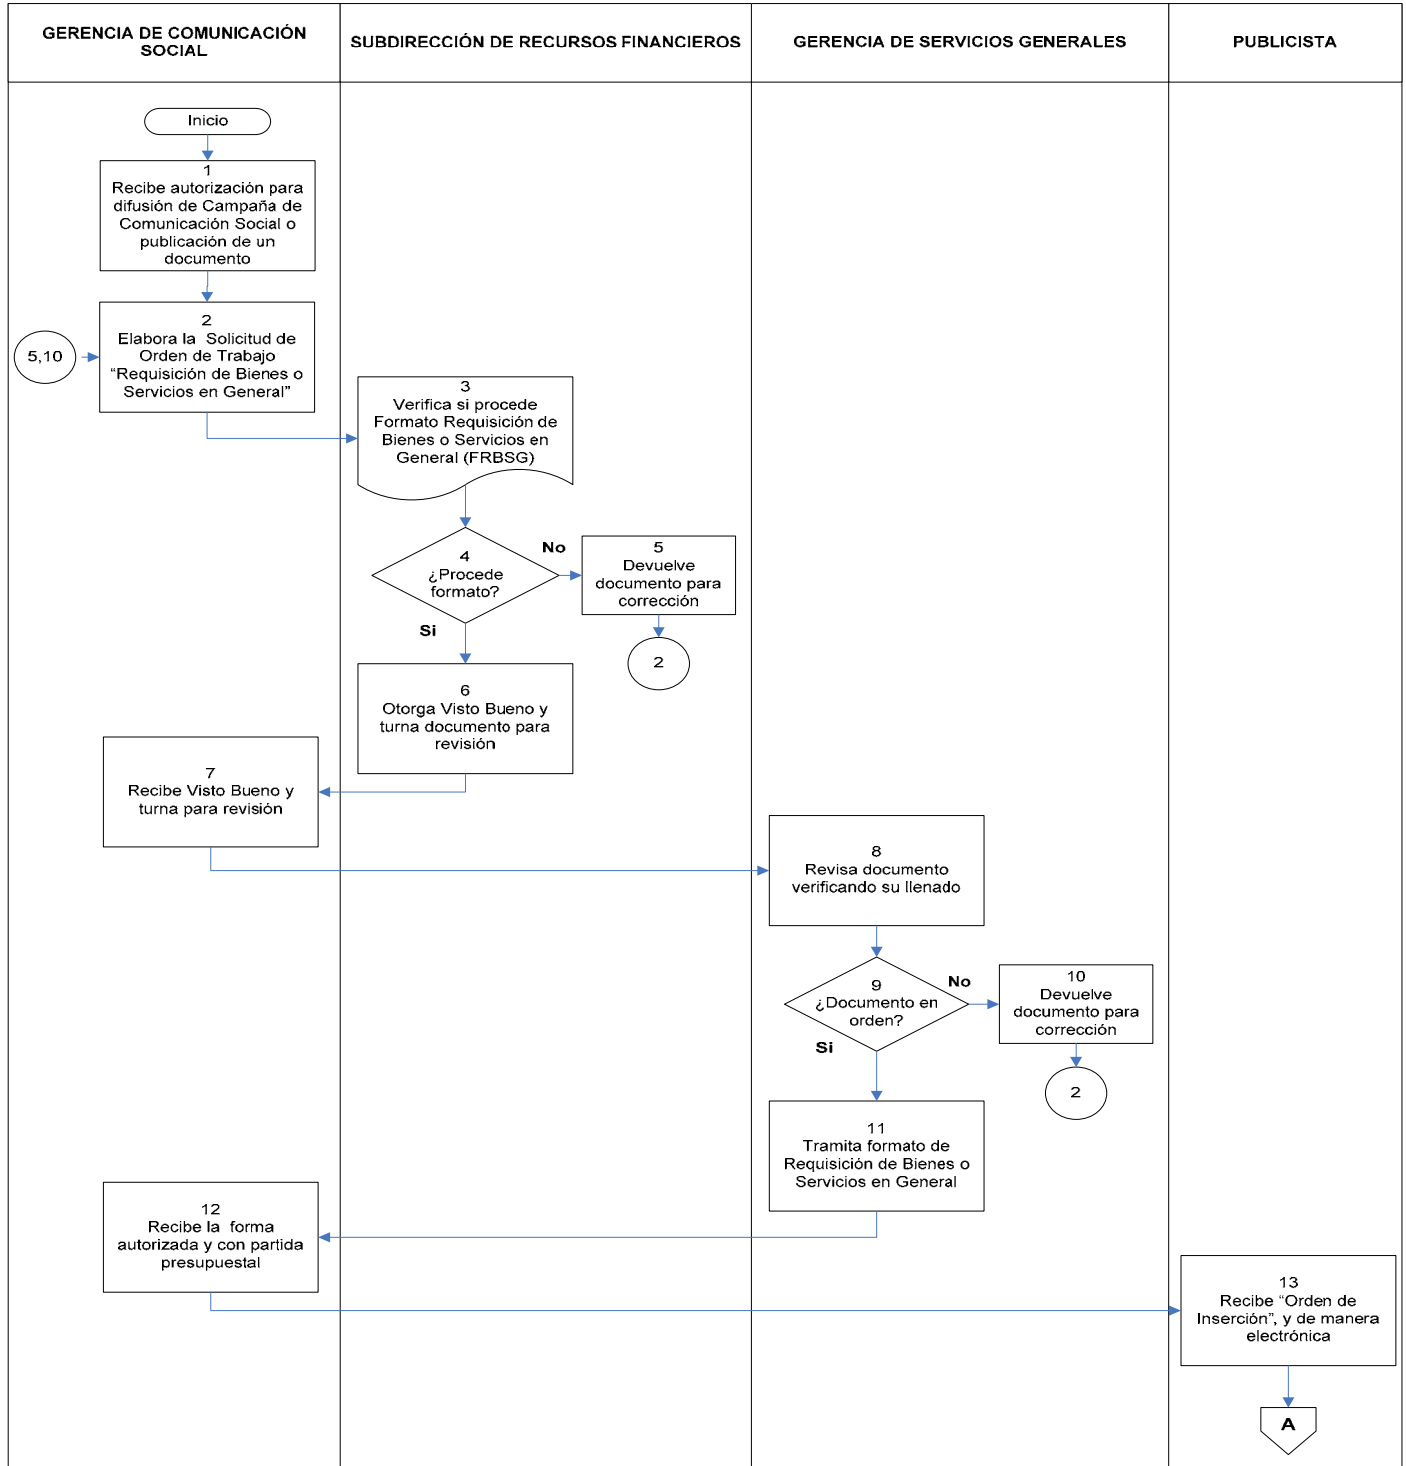 GERENCIA DE COMUNICACIÓN
SOCIAL
SUBDIRECCIÓN DE RECURSOS FINANCIEROS
GERENCIA DE SERVICIOS GENERALES
PUBLICISTA
Inicio
1
Recibe autorización para
difusión de Campaña de
Comunicación Social o
publicación de un
documento
5,10
2
Elabora la Solicitud de
Orden de Trabajo
“Requisición de Bienes o
Servicios en General”
3
Verifica si procede
Formato Requisición de
Bienes o Servicios en
General (FRBSG)
4
¿Procede
formato?
No
5
Devuelve
documento para
corrección
2
Si
6
Otorga Visto Bueno y
turna documento para
revisión
7
Recibe Visto Bueno y
turna para revisión
8
Revisa documento
verificando su llenado
9
¿Documento en
orden?
No
10
Devuelve
documento para
corrección
2
Si
11
Tramita formato de
Requisición de Bienes o
Servicios en General
12
Recibe la forma
autorizada y con partida
presupuestal
13
Recibe “Orden de
Inserción”, y de manera
electrónica
A